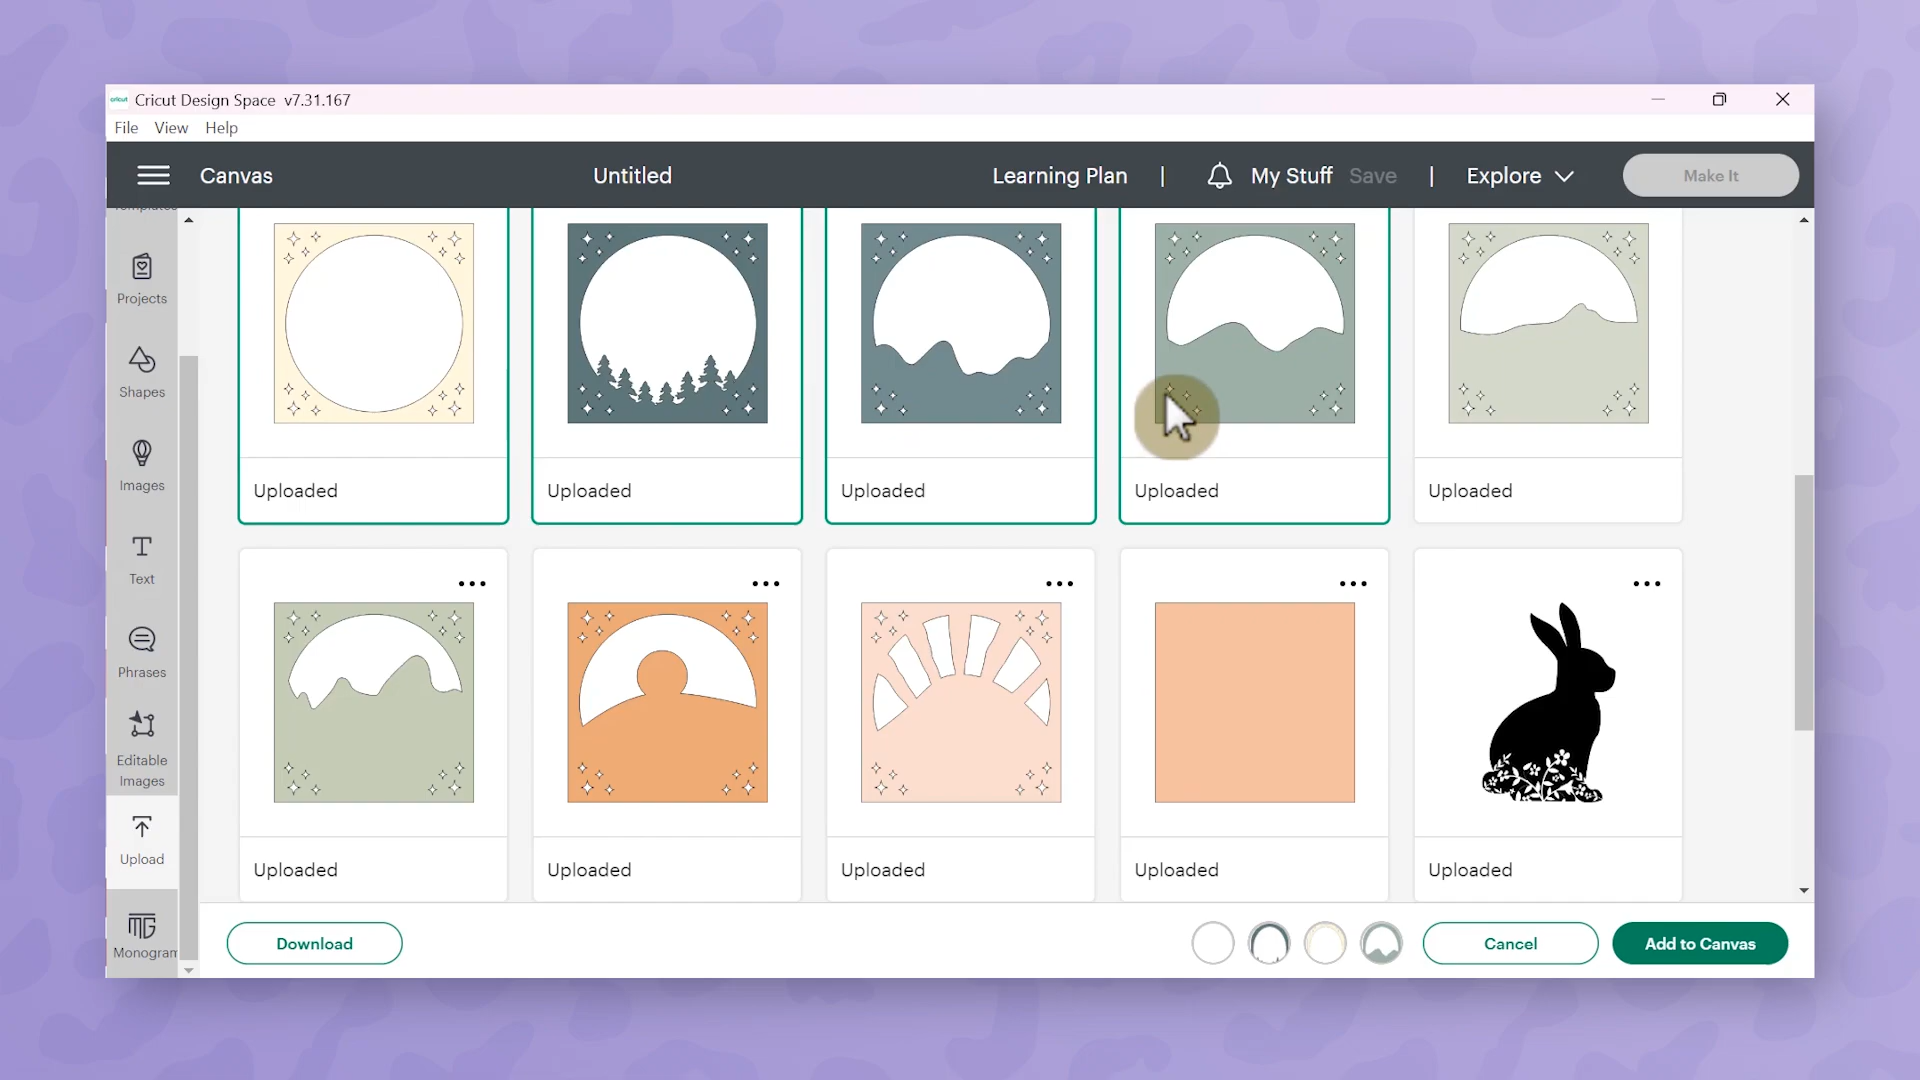 cricut Cricut Design Space v7.31.167
File View Help
Canvas Untitled Learning Plan | My Stuff Save | Explore Make It
Templates
Projects
Shapes
Images
Text
Phrases
Editable
Images
Upload
Monogram
Uploaded Uploaded Uploaded Uploaded Uploaded
Uploaded Uploaded Uploaded Uploaded Uploaded
Download Cancel Add to Canvas